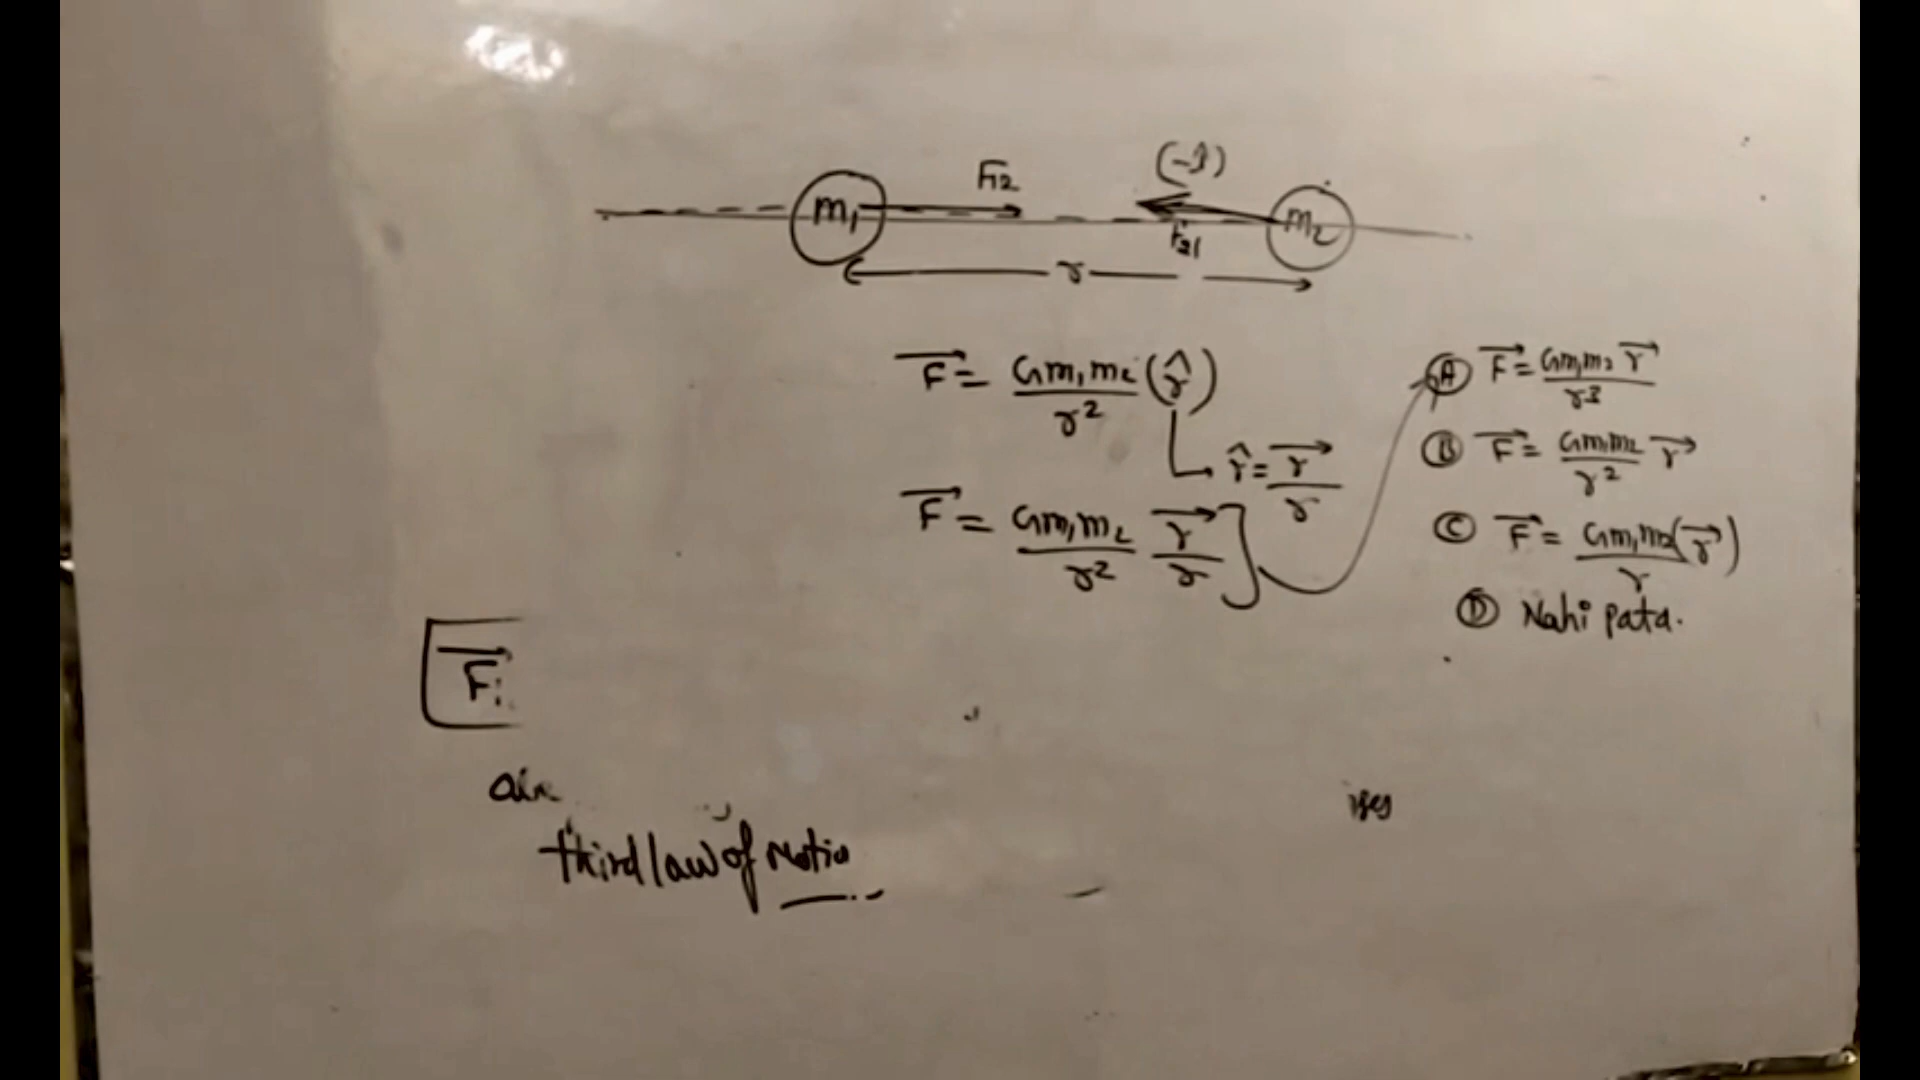 F12
(-î)
m1
m2
F21
r
F⃗ = Gm1m2/r² (r̂)
r̂ = r⃗/r
F⃗ = Gm1m2/r² r⃗/r
(A) F⃗ = Gm1m2 r⃗/r3
(B) F⃗ = Gm1m2/r² r⃗
(C) F⃗ = Gm1m2(r⃗)/r
(D) Nahi pata.
F⃗
third law of Motio